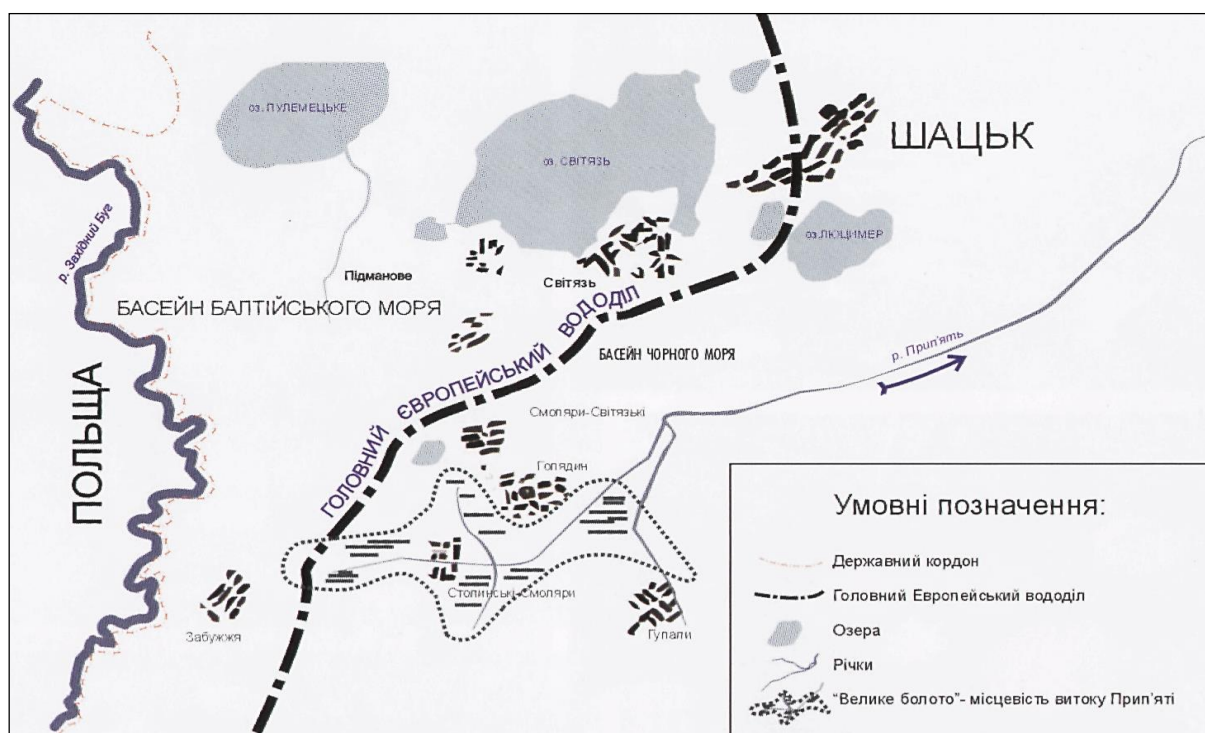 оз. ПУЛЕМЕЦЬКЕ
оз. СВІТЯЗЬ
ШАЦЬК
оз. ЛЮЦИМЕР
р. Західний Буг
Підманове
Світязь
БАСЕЙН БАЛТІЙСЬКОГО МОРЯ
ГОЛОВНИЙ ЄВРОПЕЙСЬКИЙ ВОДОДІЛ
БАСЕЙН ЧОРНОГО МОРЯ
р. Прип'ять
ПОЛЬЩА
Смоляри-Світязькі
Голядин
Столинські-Смоляри
Забужжя
Гупали
Умовні позначення:
Державний кордон
Головний Європейський вододіл
Озера
Річки
"Велике болото"- місцевість витоку Прип'яті